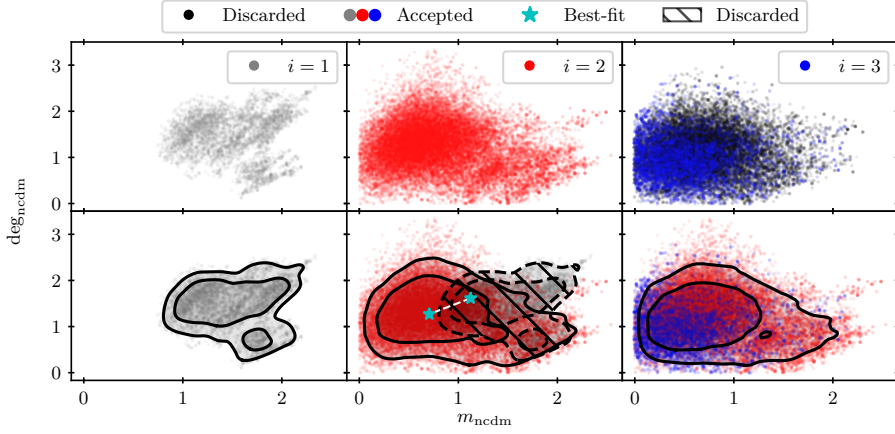 Discarded Accepted Best-fit Discarded
i = 1 i = 2 i = 3
3
2
1
0
deg_ncdm
3
2
1
0
0 1 2 0 1 2 0 1 2
m_ncdm